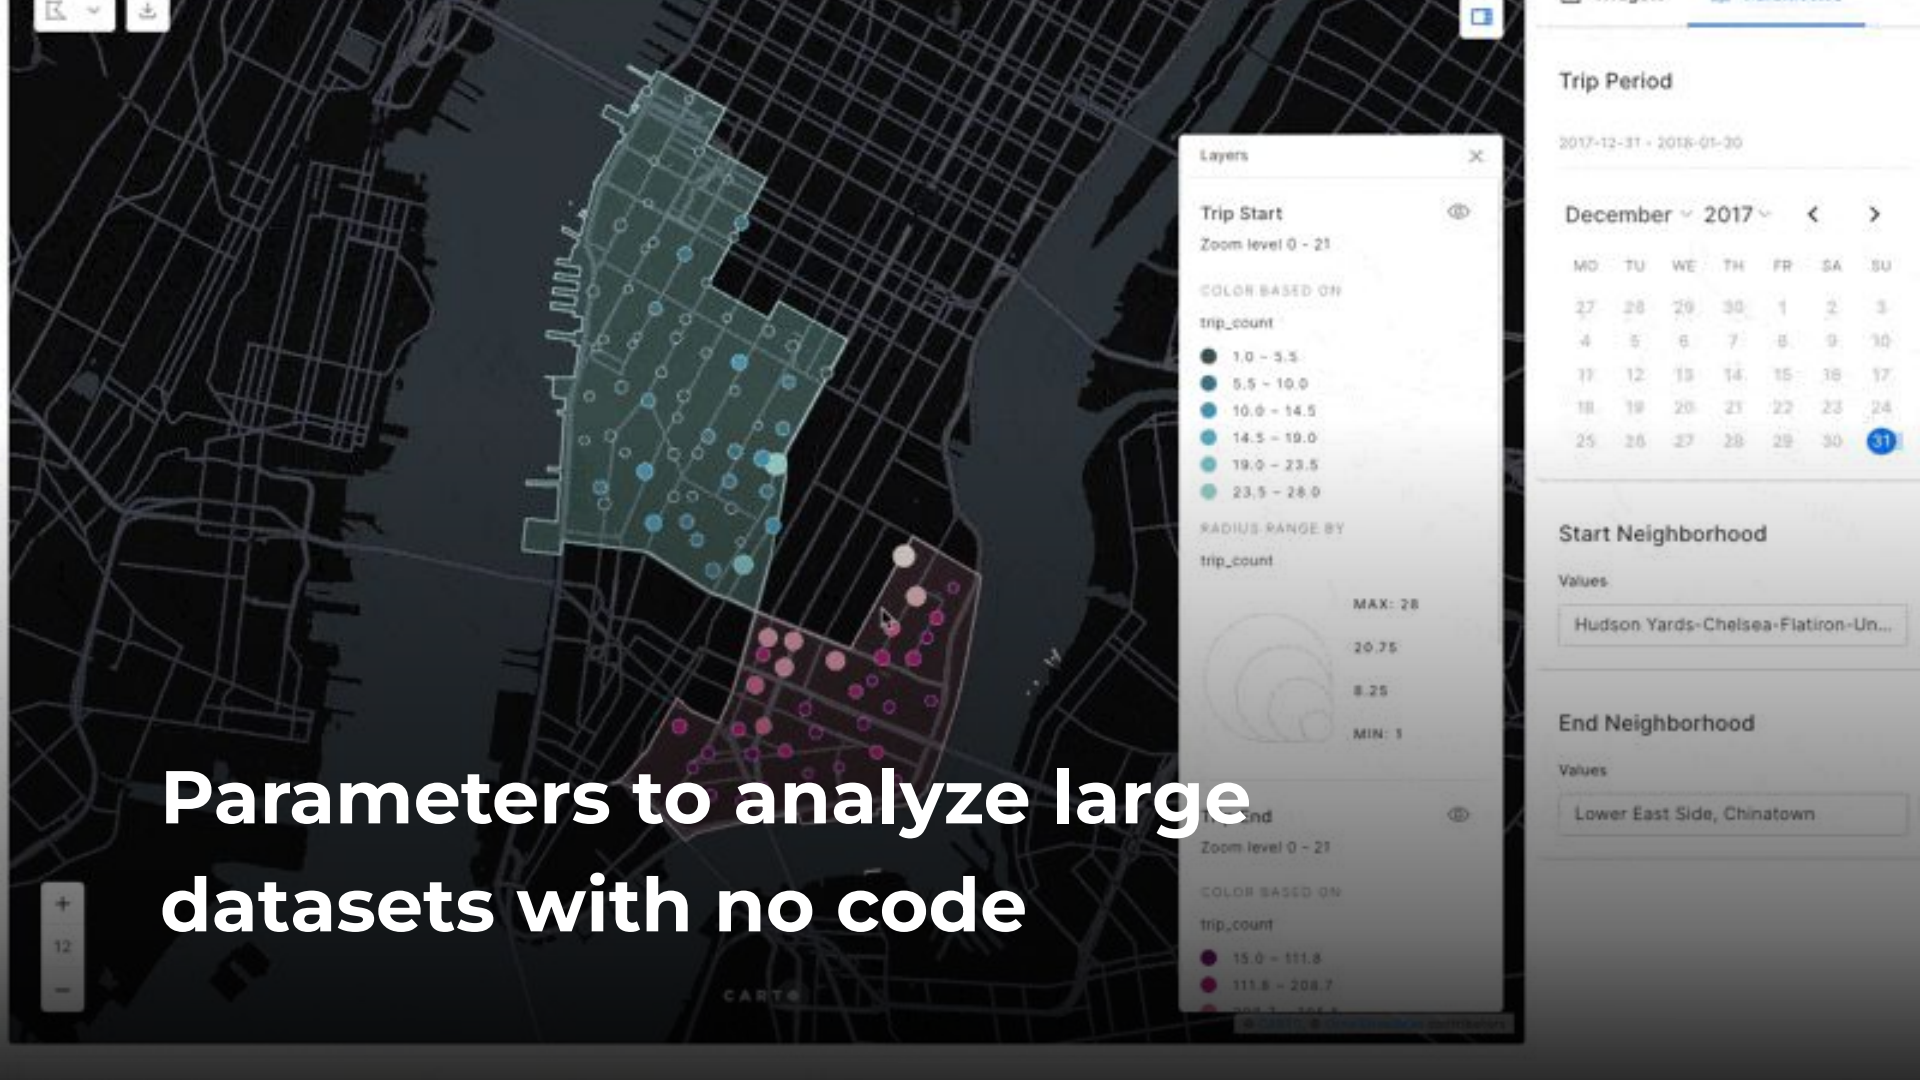 Trip Period
2017-12-31 - 2018-01-30
December 2017
MO TU WE TH FR SA SU
27 28 29 30 1 2 3
4 5 6 7 8 9 10
11 12 13 14 15 16 17
18 19 20 21 22 23 24
25 26 27 28 29 30 31
Start Neighborhood
Values
Hudson Yards-Chelsea-Flatiron-Un...
End Neighborhood
Values
Lower East Side, Chinatown
Layers
Trip Start
Zoom level 0 - 21
COLOR BASED ON
trip_count
1.0 – 5.5
5.5 – 10.0
10.0 – 14.5
14.5 – 19.0
19.0 – 23.5
23.5 – 28.0
RADIUS RANGE BY
trip_count
MAX: 28
20.75
8.25
MIN: 1
Trip End
Zoom level 0 - 21
COLOR BASED ON
trip_count
15.0 – 111.8
111.8 – 208.7
Parameters to analyze large
datasets with no code
+
12
−
CARTO
© CARTO, © OpenStreetMap contributors